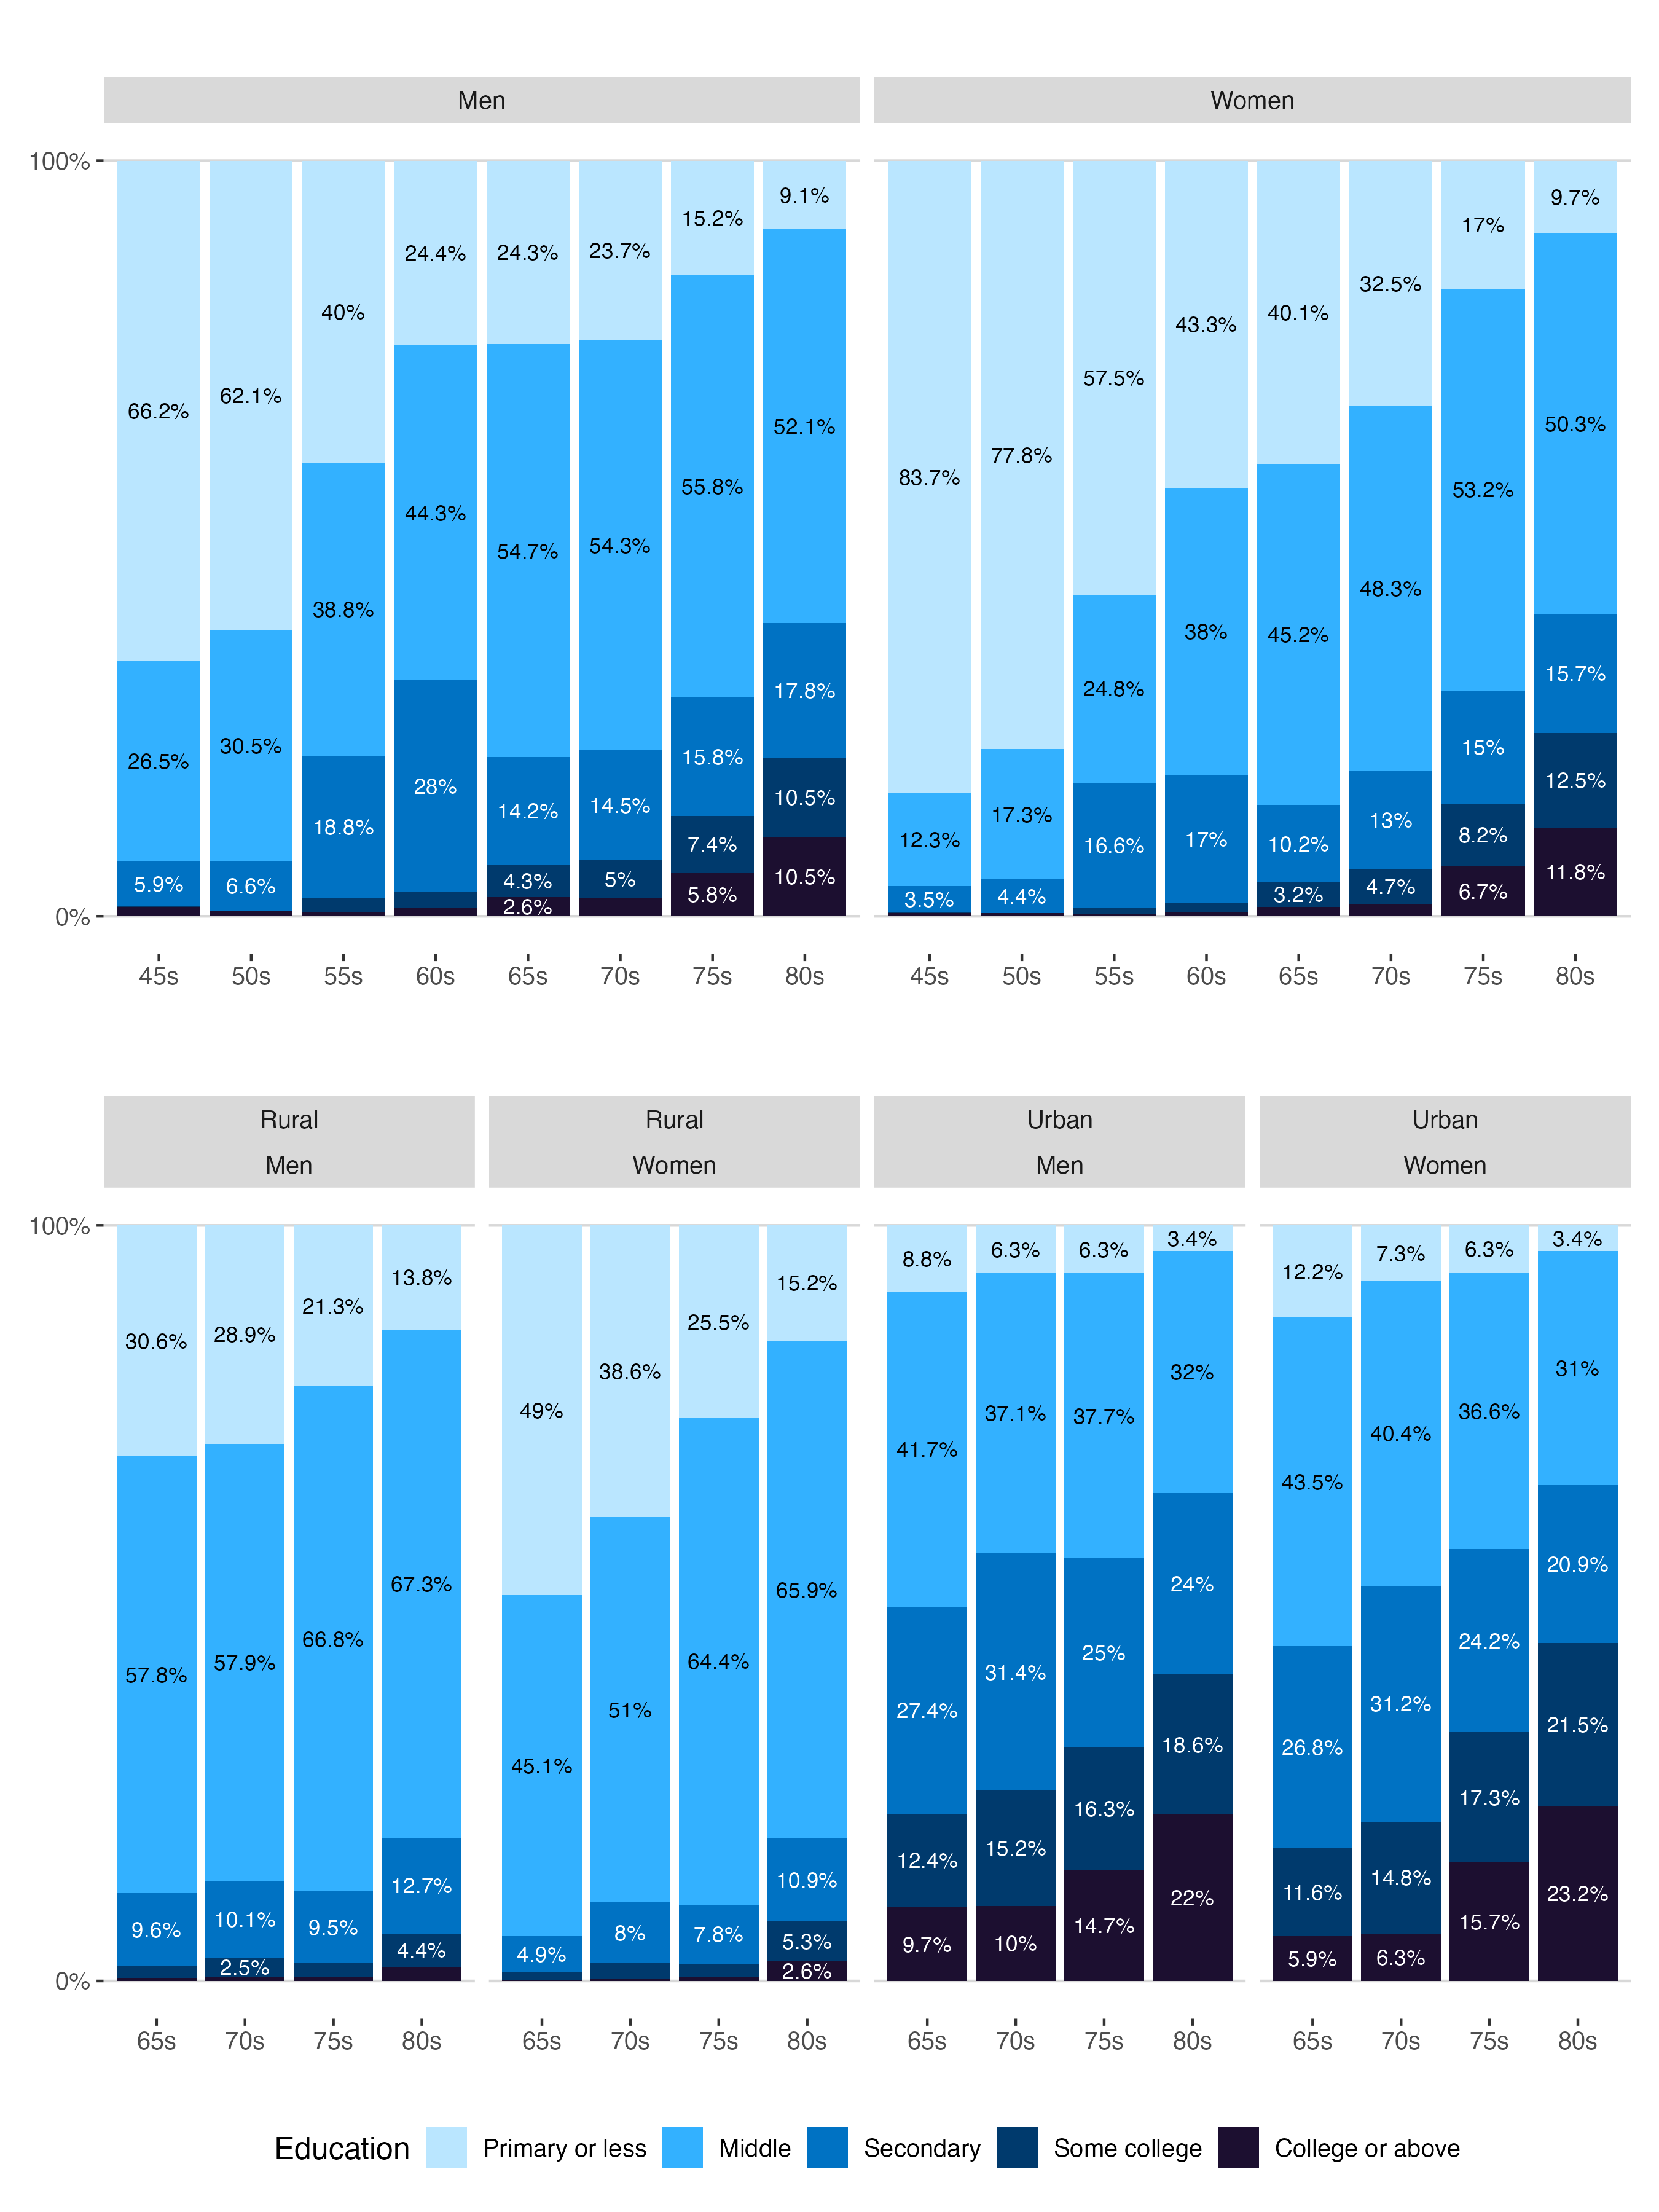 Men Women
100%
9.1% 9.7%
15.2% 17%
24.4% 24.3% 23.7%
32.5%
40% 43.3% 40.1%
57.5%
66.2% 62.1% 52.1% 50.3%
83.7% 77.8% 55.8% 53.2%
44.3% 54.7% 54.3%
38.8% 38% 45.2% 48.3%
24.8% 17.8% 15.7%
26.5% 30.5% 28% 15.8% 15%
18.8% 14.2% 14.5% 10.5% 12.3% 17.3% 16.6% 17% 10.2% 13% 12.5%
7.4% 8.2%
5.9% 6.6% 4.3% 5% 5.8% 10.5% 3.5% 4.4% 3.2% 4.7% 6.7% 11.8%
2.6%
0%
45s 50s 55s 60s 65s 70s 75s 80s 45s 50s 55s 60s 65s 70s 75s 80s
Rural Rural Urban Urban
Men Women Men Women
100%
3.4% 3.4%
8.8% 6.3% 6.3% 12.2% 7.3% 6.3%
30.6% 28.9% 21.3% 13.8% 25.5% 15.2%
49% 38.6% 37.1% 37.7% 32% 36.6% 31%
41.7% 43.5% 40.4%
67.3% 65.9% 24% 20.9%
57.8% 57.9% 66.8% 51% 64.4% 31.4% 25% 31.2% 24.2%
45.1% 27.4% 18.6% 26.8% 21.5%
16.3% 17.3%
12.7% 10.9% 12.4% 15.2% 22% 11.6% 14.8% 23.2%
9.6% 10.1% 9.5% 4.4% 4.9% 8% 7.8% 5.3% 9.7% 10% 14.7% 5.9% 6.3% 15.7%
2.5% 2.6%
0%
65s 70s 75s 80s 65s 70s 75s 80s 65s 70s 75s 80s 65s 70s 75s 80s
Education Primary or less Middle Secondary Some college College or above